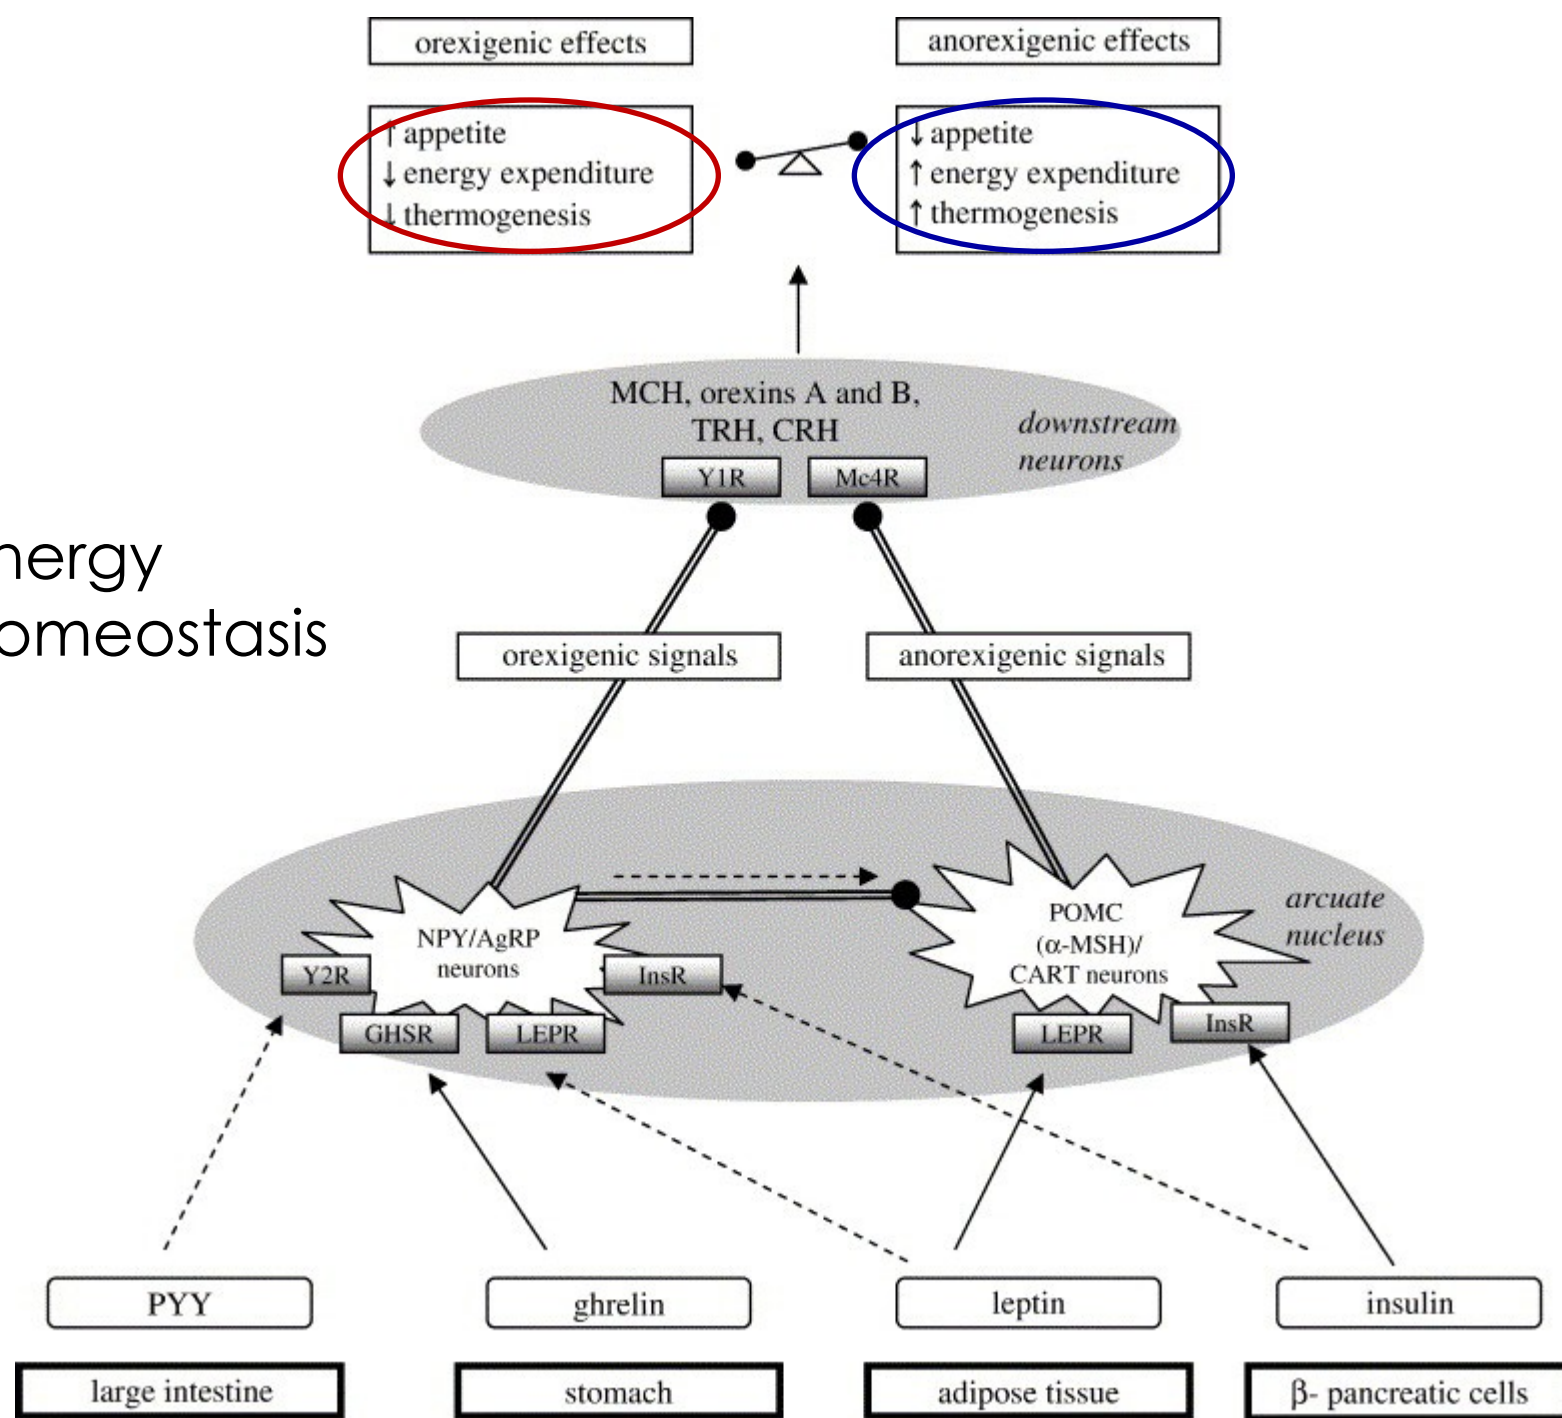 orexigenic effects
anorexigenic effects
↑ appetite
↓ energy expenditure
↓ thermogenesis
↓ appetite
↑ energy expenditure
↑ thermogenesis
MCH, orexins A and B,
TRH, CRH
downstream
neurons
Y1R
Mc4R
nergy
omeostasis
orexigenic signals
anorexigenic signals
arcuate
nucleus
NPY/AgRP
neurons
POMC
(α-MSH)/
CART neurons
Y2R
InsR
GHSR
LEPR
LEPR
InsR
PYY
ghrelin
leptin
insulin
large intestine
stomach
adipose tissue
β- pancreatic cells